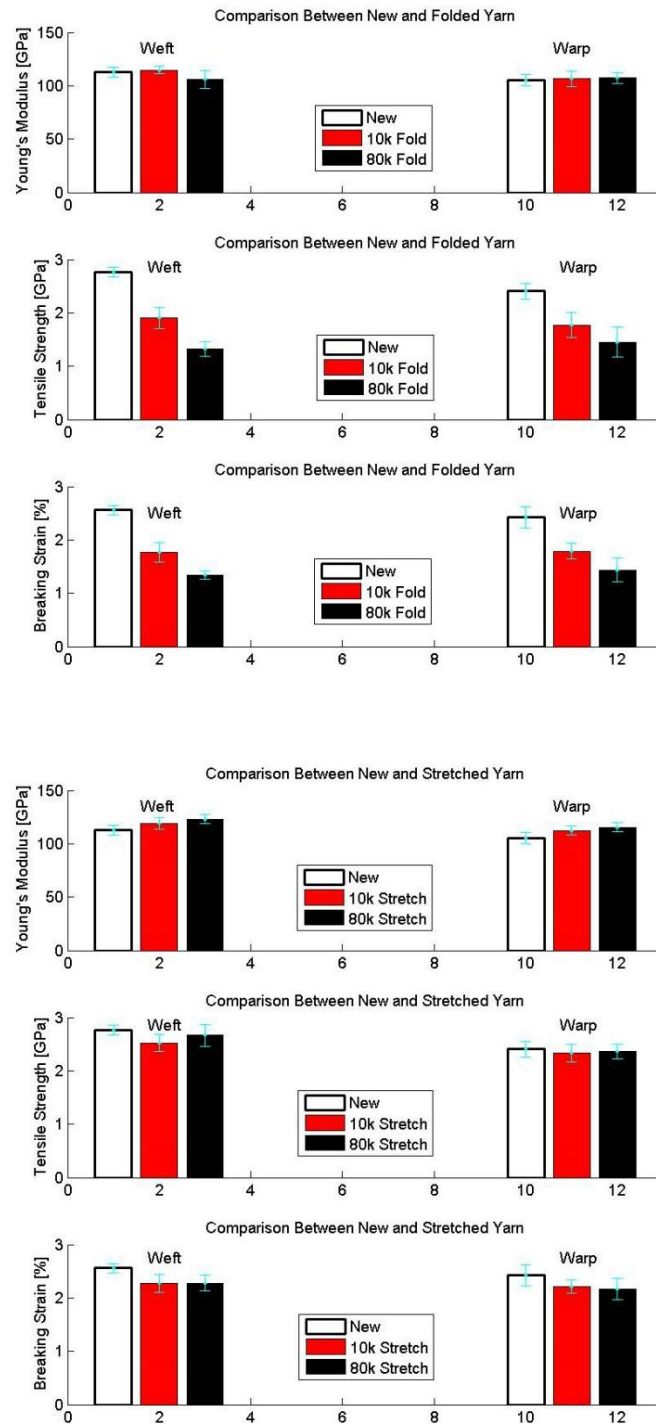 Comparison Between New and Folded Yarn
Young's Modulus [GPa]
150
100
50
0
Weft
Warp
New
10k Fold
80k Fold
0 2 4 6 8 10 12
Comparison Between New and Folded Yarn
Tensile Strength [GPa]
3
2
1
0
Weft
Warp
New
10k Fold
80k Fold
0 2 4 6 8 10 12
Comparison Between New and Folded Yarn
Breaking Strain [%]
3
2
1
0
Weft
Warp
New
10k Fold
80k Fold
0 2 4 6 8 10 12
Comparison Between New and Stretched Yarn
Young's Modulus [GPa]
150
100
50
0
Weft
Warp
New
10k Stretch
80k Stretch
0 2 4 6 8 10 12
Comparison Between New and Stretched Yarn
Tensile Strength [GPa]
3
2
1
0
Weft
Warp
New
10k Stretch
80k Stretch
0 2 4 6 8 10 12
Comparison Between New and Stretched Yarn
Breaking Strain [%]
3
2
1
0
Weft
Warp
New
10k Stretch
80k Stretch
0 2 4 6 8 10 12